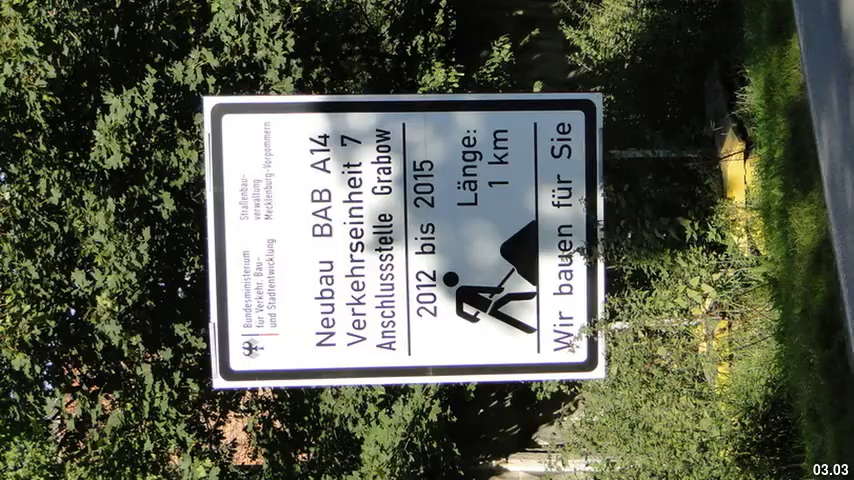 Bundesministerium
für Verkehr, Bau-
und Stadtentwicklung
Straßenbau-
verwaltung
Mecklenburg-Vorpommern
Neubau BAB A14
Verkehrseinheit 7
Anschlussstelle Grabow
2012 bis 2015
Länge:
1 km
Wir bauen für Sie
03.03